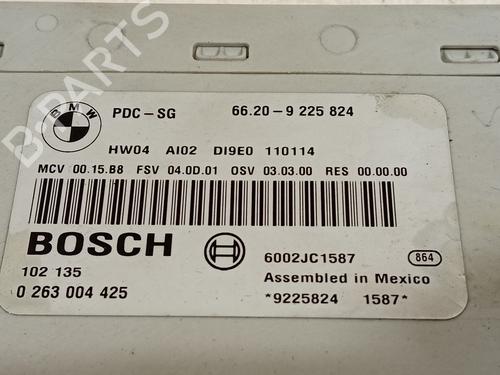 BMW
PDC-SG 66.20-9 225 824
HW04 AI02 DI9E0 110114
MCV 00.15.B8 FSV 04.0D.01 OSV 03.03.00 RES 00.00.00
BOSCH
6002JC1587 864
102 135
Assembled in Mexico
0 263 004 425
*9225824 1587*
B-PARTS